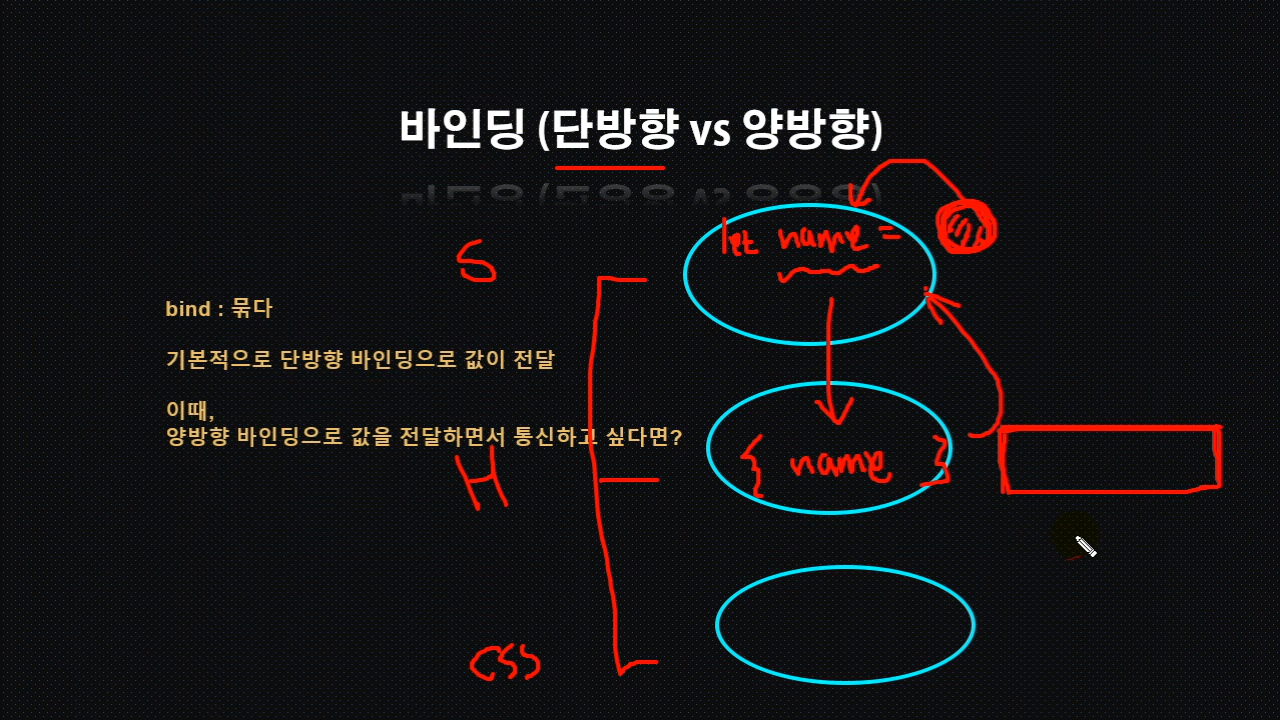 바인딩 (단방향 vs 양방향)
let name =
S
bind : 묶다
기본적으로 단방향 바인딩으로 값이 전달
이때,
양방향 바인딩으로 값을 전달하면서 통신하고 싶다면?
H
{ name }
CSS